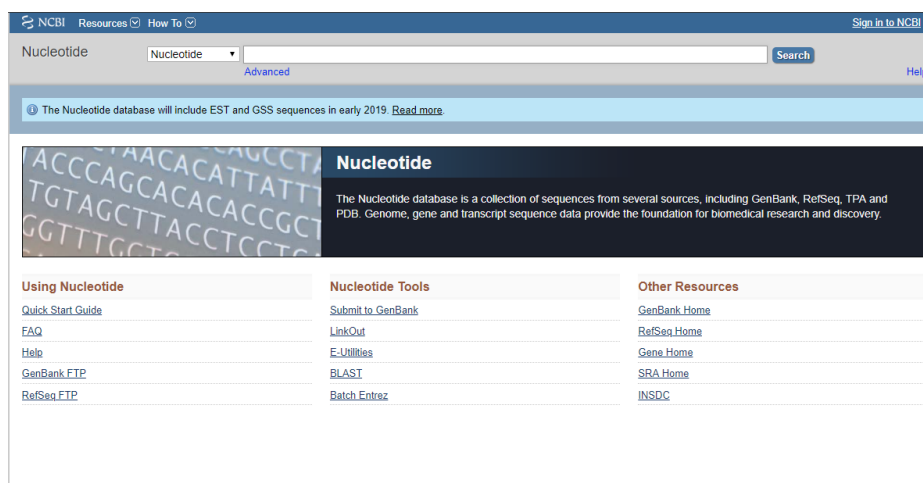 NCBI Resources How To Sign in to NCBI
Nucleotide Nucleotide Search
Advanced
The Nucleotide database will include EST and GSS sequences in early 2019. Read more.
Nucleotide
The Nucleotide database is a collection of sequences from several sources, including GenBank, RefSeq, TPA and
PDB. Genome, gene and transcript sequence data provide the foundation for biomedical research and discovery.
ACCCAGCACACACCCGCT
Using Nucleotide
Quick Start Guide
FAQ
Help
GenBank FTP
RefSeq FTP
Nucleotide Tools
Submit to GenBank
LinkOut
E-Utilities
BLAST
Batch Entrez
Other Resources
GenBank Home
RefSeq Home
Gene Home
SRA Home
INSDC